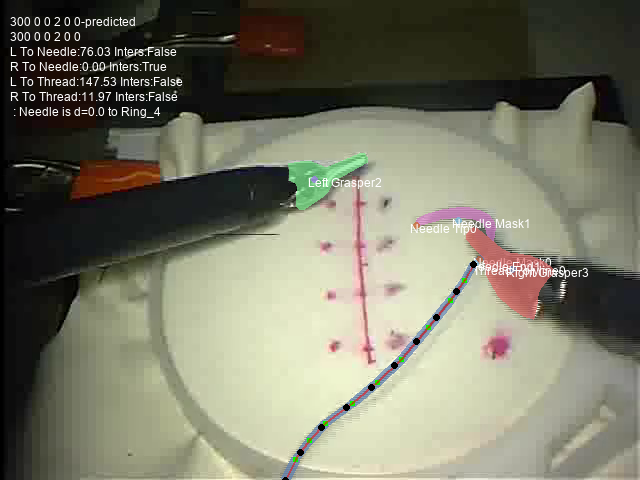 300 0 0 2 0 0-predicted
300 0 0 2 0 0
L To Needle:76.03 Inters:False
R To Needle:0.00 Inters:True
L To Thread:147.53 Inters:False
R To Thread:11.97 Inters:False
: Needle is d=0.0 to Ring_4
Left Grasper2
Needle Mask1
Needle Tip0
Right Grasper3